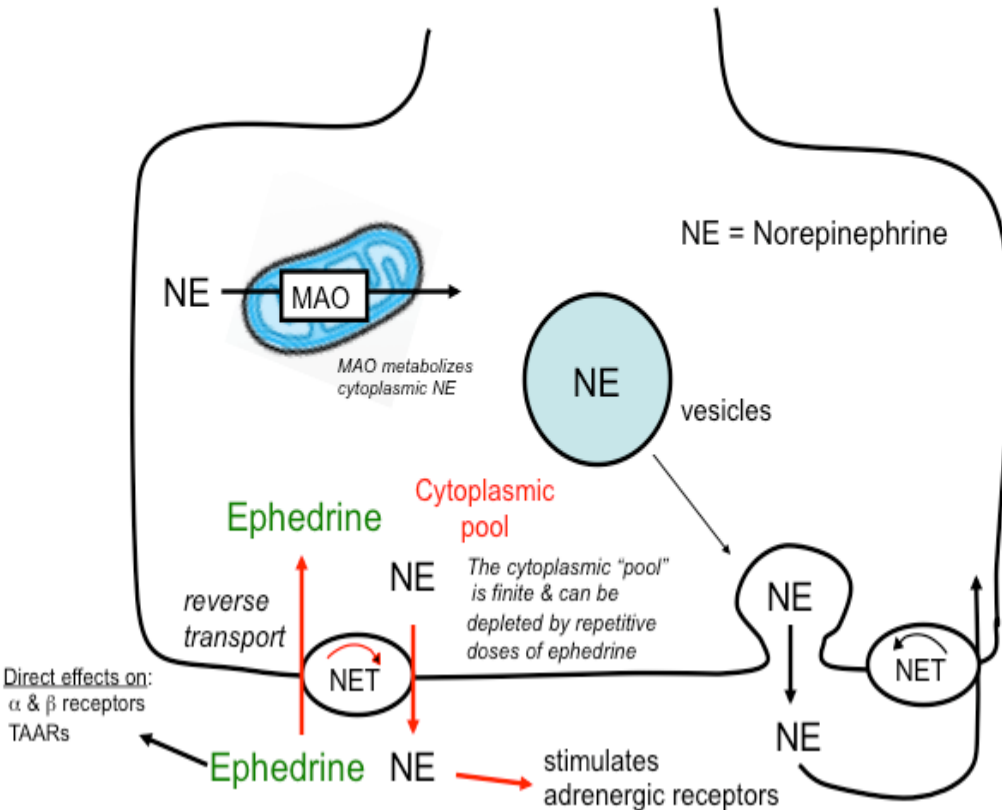 NE = Norepinephrine
NE
MAO
MAO metabolizes
cytoplasmic NE
NE
vesicles
Cytoplasmic
pool
Ephedrine
NE
The cytoplasmic “pool”
is finite & can be
depleted by repetitive
doses of ephedrine
reverse
transport
NET
NE
NET
Direct effects on:
α & β receptors
TAARs
Ephedrine
NE
stimulates
adrenergic receptors
NE